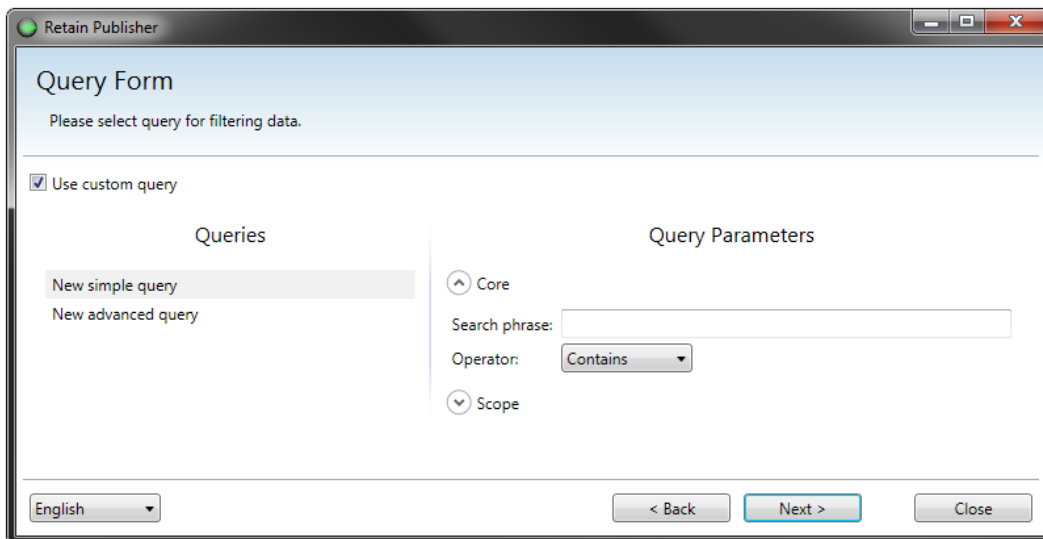 Retain Publisher
Query Form
Please select query for filtering data.
Use custom query
Queries
New simple query
New advanced query
Query Parameters
Core
Search phrase:
Operator: Contains
Scope
English
< Back
Next >
Close